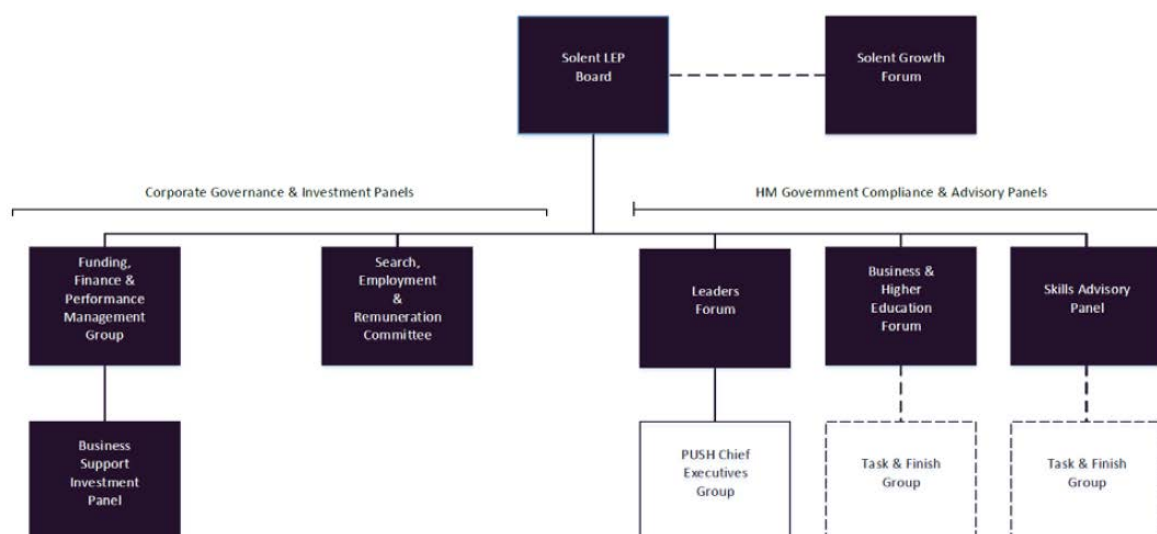 Solent LEP
Board
Solent Growth
Forum
Corporate Governance & Investment Panels
HM Government Compliance & Advisory Panels
Funding,
Finance &
Performance
Management
Group
Search,
Employment
&
Remuneration
Committee
Leaders
Forum
Business &
Higher
Education
Forum
Skills Advisory
Panel
Business
Support
Investment
Panel
PUSH Chief
Executives
Group
Task & Finish
Group
Task & Finish
Group